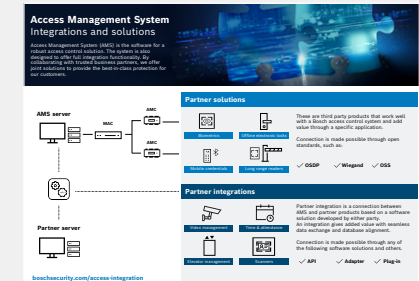 Access Management System
Integrations and solutions
Access Management System (AMS) is the software for a
robust access control solution. The system is also
designed to offer full integration functionality. By
collaborating with trusted business partners, we offer
joint solutions to provide the best-in-class protection for
our customers.
AMS server
MAC
AMC
AMC
Partner server
boschsecurity.com/access-integration
Partner solutions
Biometrics
Offline electronic locks
Mobile credentials
Long range readers
These are third party products that work well
with a Bosch access control system and add
value through a specific application.
Connection is made possible through open
standards, such as:
OSDP
Wiegand
OSS
Partner integrations
Video management
Time & attendance
Elevator management
Scanners
Partner integration is a connection between
AMS and partner products based on a software
solution developed by either party.
An integration gives added value with seamless
data exchange and database alignment.
Connection is made possible through any of
the following software solutions and others.
API
Adapter
Plug-in